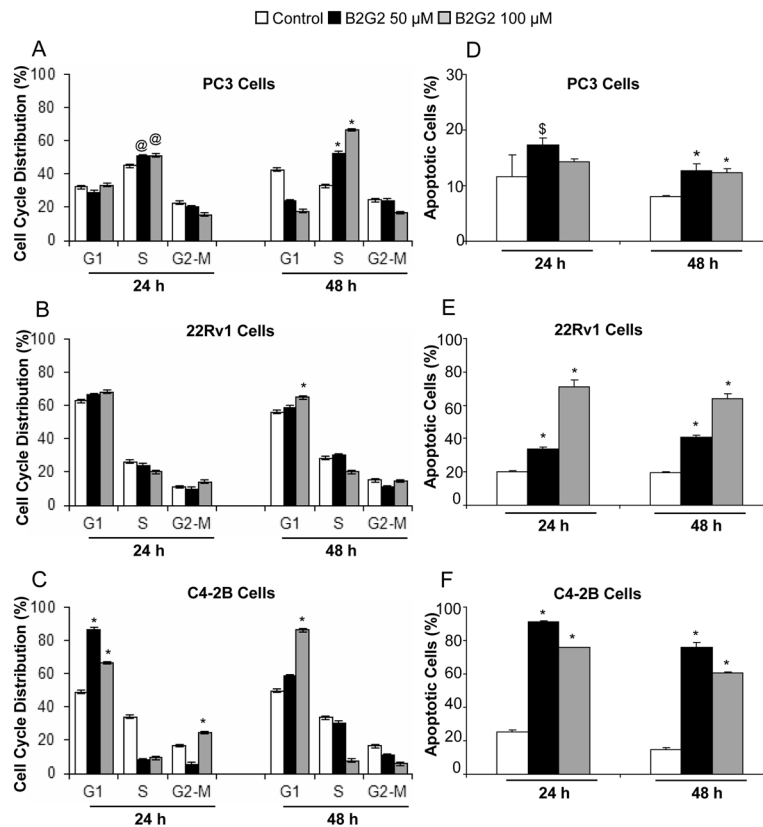 Control B2G2 50 µM B2G2 100 µM
A
PC3 Cells
Cell Cycle Distribution (%)
100
80
60
40
20
0
@ @ * *
G1 S G2-M G1 S G2-M
24 h 48 h
D
PC3 Cells
Apoptotic Cells (%)
30
20
10
0
$ * *
24 h 48 h
B
22Rv1 Cells
Cell Cycle Distribution (%)
100
80
60
40
20
0
*
G1 S G2-M G1 S G2-M
24 h 48 h
E
22Rv1 Cells
Apoptotic Cells (%)
100
80
60
40
20
0
* * * *
24 h 48 h
C
C4-2B Cells
Cell Cycle Distribution (%)
100
80
60
40
20
0
* * * *
G1 S G2-M G1 S G2-M
24 h 48 h
F
C4-2B Cells
Apoptotic Cells (%)
100
80
60
40
20
0
* * * *
24 h 48 h